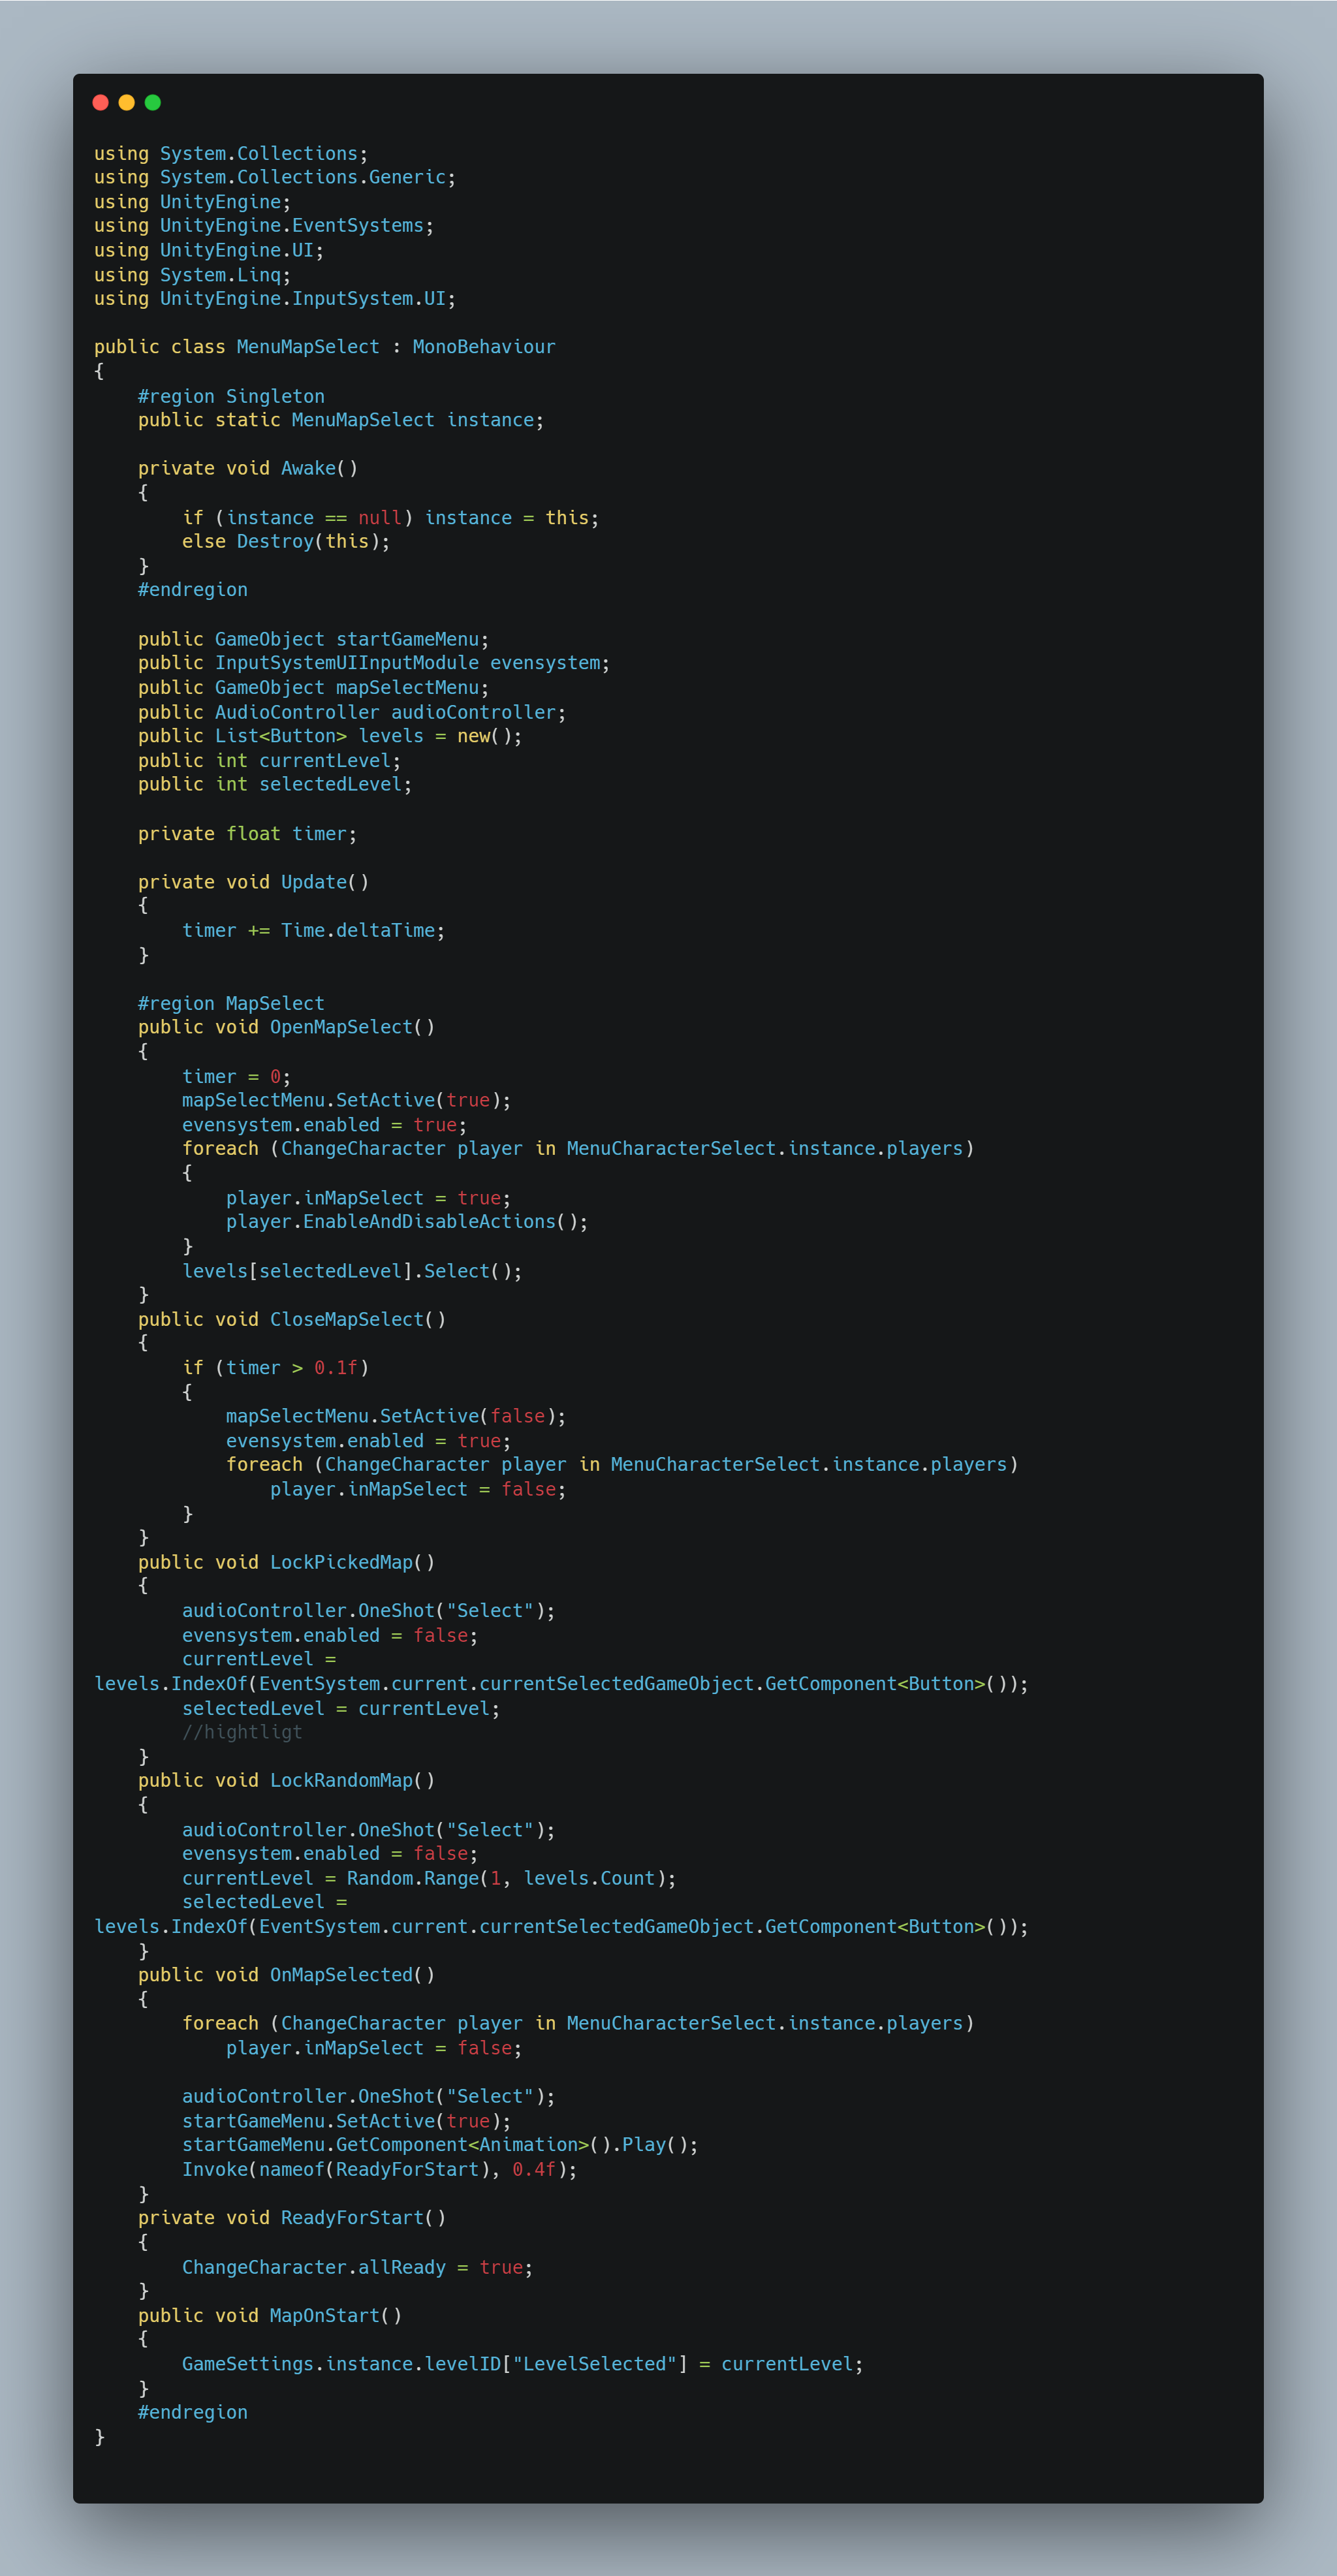 using System.Collections;
using System.Collections.Generic;
using UnityEngine;
using UnityEngine.EventSystems;
using UnityEngine.UI;
using System.Linq;
using UnityEngine.InputSystem.UI;

public class MenuMapSelect : MonoBehaviour
{
    #region Singleton
    public static MenuMapSelect instance;

    private void Awake()
    {
        if (instance == null) instance = this;
        else Destroy(this);
    }
    #endregion

    public GameObject startGameMenu;
    public InputSystemUIInputModule evensystem;
    public GameObject mapSelectMenu;
    public AudioController audioController;
    public List<Button> levels = new();
    public int currentLevel;
    public int selectedLevel;

    private float timer;

    private void Update()
    {
        timer += Time.deltaTime;
    }

    #region MapSelect
    public void OpenMapSelect()
    {
        timer = 0;
        mapSelectMenu.SetActive(true);
        evensystem.enabled = true;
        foreach (ChangeCharacter player in MenuCharacterSelect.instance.players)
        {
            player.inMapSelect = true;
            player.EnableAndDisableActions();
        }
        levels[selectedLevel].Select();
    }
    public void CloseMapSelect()
    {
        if (timer > 0.1f)
        {
            mapSelectMenu.SetActive(false);
            evensystem.enabled = true;
            foreach (ChangeCharacter player in MenuCharacterSelect.instance.players)
                player.inMapSelect = false;
        }
    }
    public void LockPickedMap()
    {
        audioController.OneShot("Select");
        evensystem.enabled = false;
        currentLevel =
levels.IndexOf(EventSystem.current.currentSelectedGameObject.GetComponent<Button>());
        selectedLevel = currentLevel;
        //hightligt
    }
    public void LockRandomMap()
    {
        audioController.OneShot("Select");
        evensystem.enabled = false;
        currentLevel = Random.Range(1, levels.Count);
        selectedLevel =
levels.IndexOf(EventSystem.current.currentSelectedGameObject.GetComponent<Button>());
    }
    public void OnMapSelected()
    {
        foreach (ChangeCharacter player in MenuCharacterSelect.instance.players)
            player.inMapSelect = false;

        audioController.OneShot("Select");
        startGameMenu.SetActive(true);
        startGameMenu.GetComponent<Animation>().Play();
        Invoke(nameof(ReadyForStart), 0.4f);
    }
    private void ReadyForStart()
    {
        ChangeCharacter.allReady = true;
    }
    public void MapOnStart()
    {
        GameSettings.instance.levelID["LevelSelected"] = currentLevel;
    }
    #endregion
}